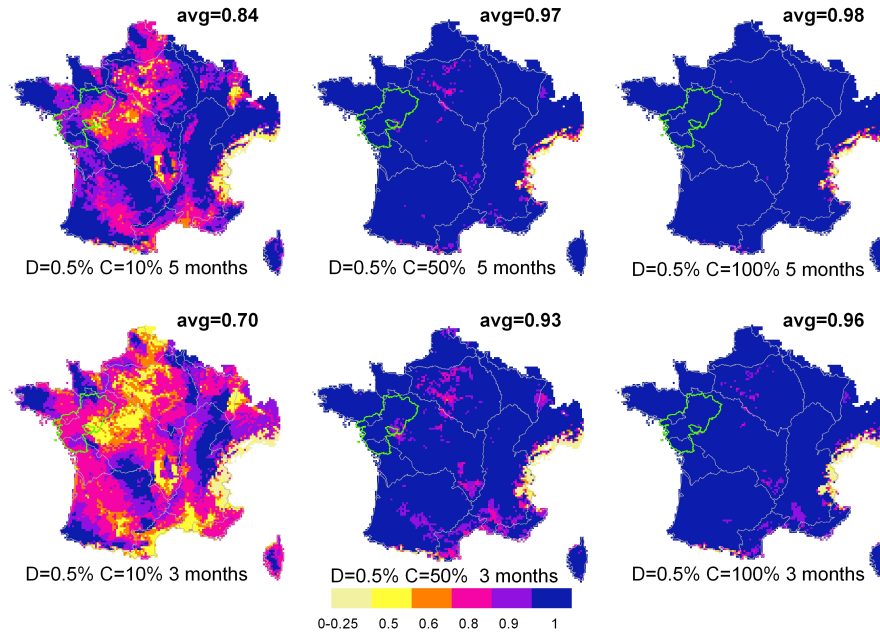 avg=0.84
avg=0.97
avg=0.98
D=0.5% C=10% 5 months
D=0.5% C=50%  5 months
D=0.5% C=100% 5 months
avg=0.70
avg=0.93
avg=0.96
D=0.5% C=10% 3 months
D=0.5% C=50%  3 months
D=0.5% C=100% 3 months
0-0.25 0.5 0.6 0.8 0.9 1